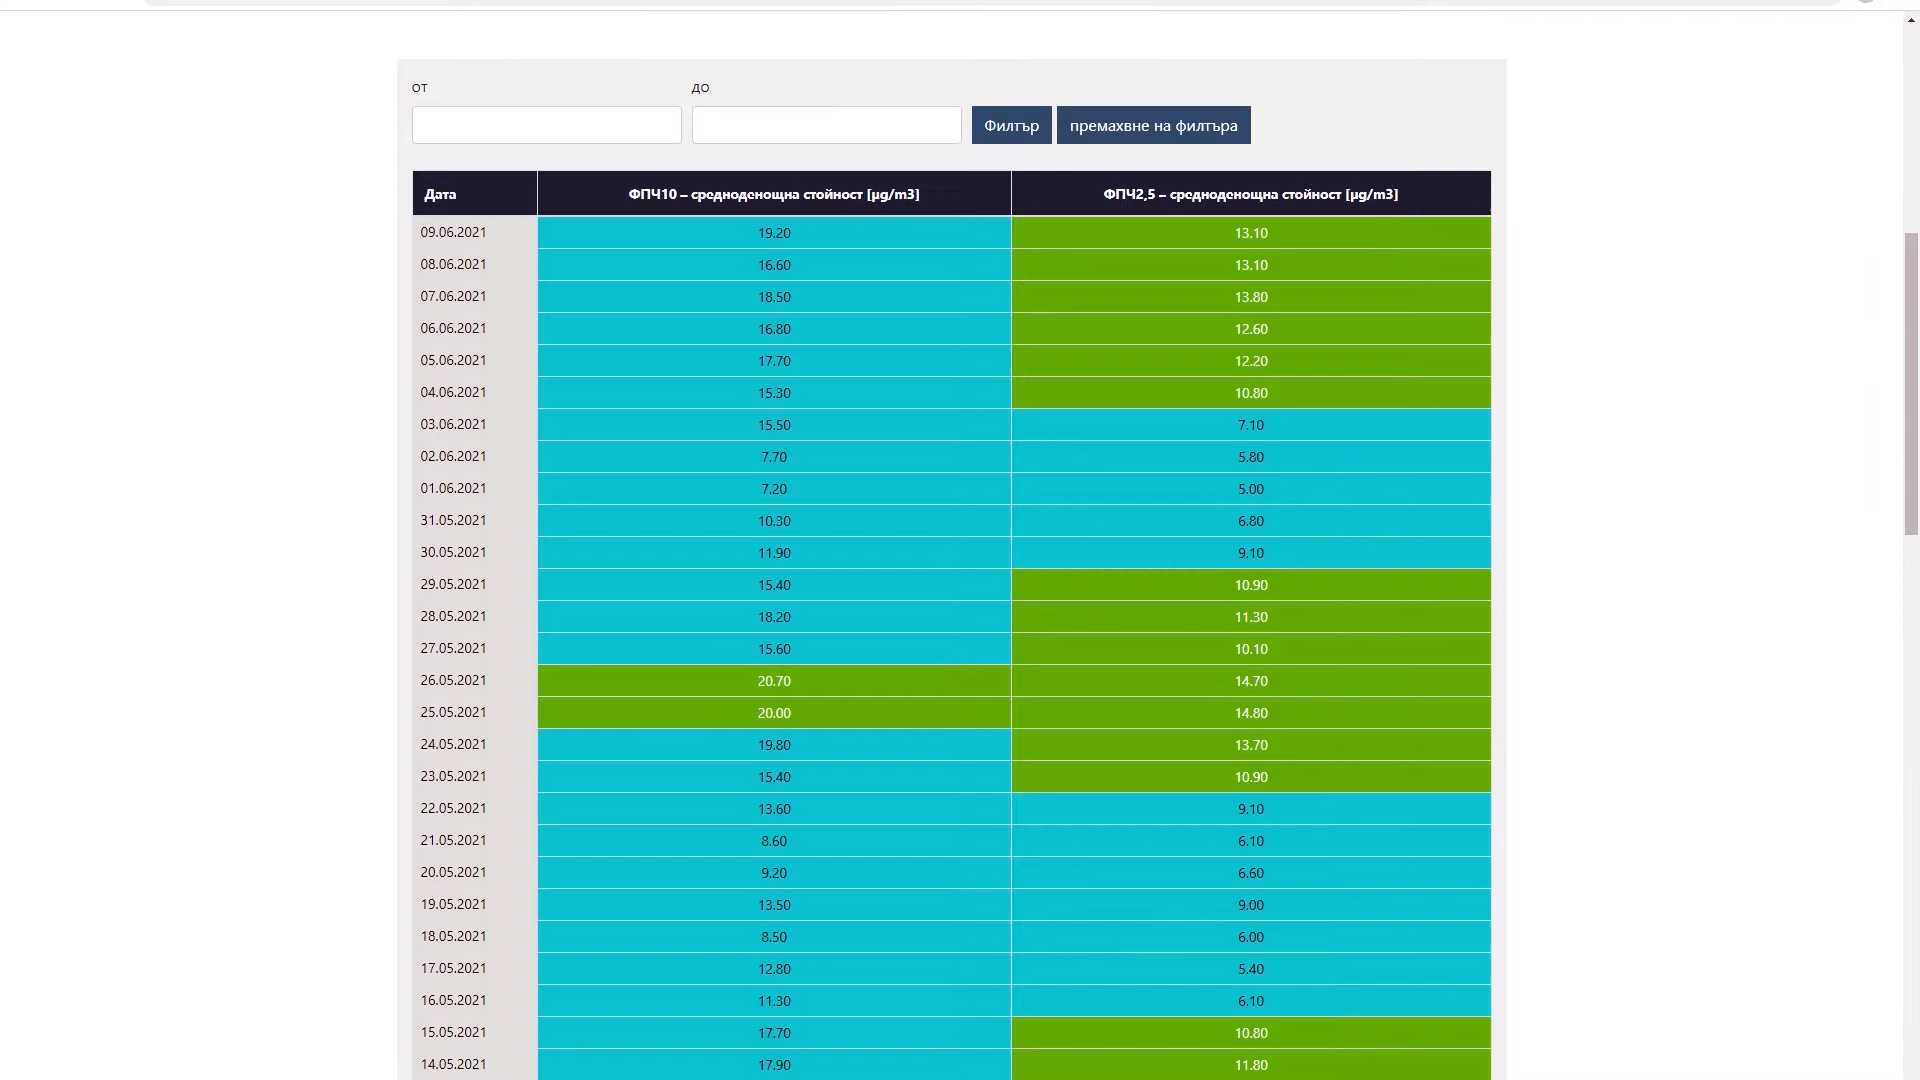 ОТ ДО
Филтър премахвне на филтъра
Дата ФПЧ10 – средноденощна стойност [µg/m3] ФПЧ2,5 – средноденощна стойност [µg/m3]
09.06.2021 19.20 13.10
08.06.2021 16.60 13.10
07.06.2021 18.50 13.80
06.06.2021 16.80 12.60
05.06.2021 17.70 12.20
04.06.2021 15.30 10.80
03.06.2021 15.50 7.10
02.06.2021 7.70 5.80
01.06.2021 7.20 5.00
31.05.2021 10.30 6.80
30.05.2021 11.90 9.10
29.05.2021 15.40 10.90
28.05.2021 18.20 11.30
27.05.2021 15.60 10.10
26.05.2021 20.70 14.70
25.05.2021 20.00 14.80
24.05.2021 19.80 13.70
23.05.2021 15.40 10.90
22.05.2021 13.60 9.10
21.05.2021 8.60 6.10
20.05.2021 9.20 6.60
19.05.2021 13.50 9.00
18.05.2021 8.50 6.00
17.05.2021 12.80 5.40
16.05.2021 11.30 6.10
15.05.2021 17.70 10.80
14.05.2021 17.90 11.80